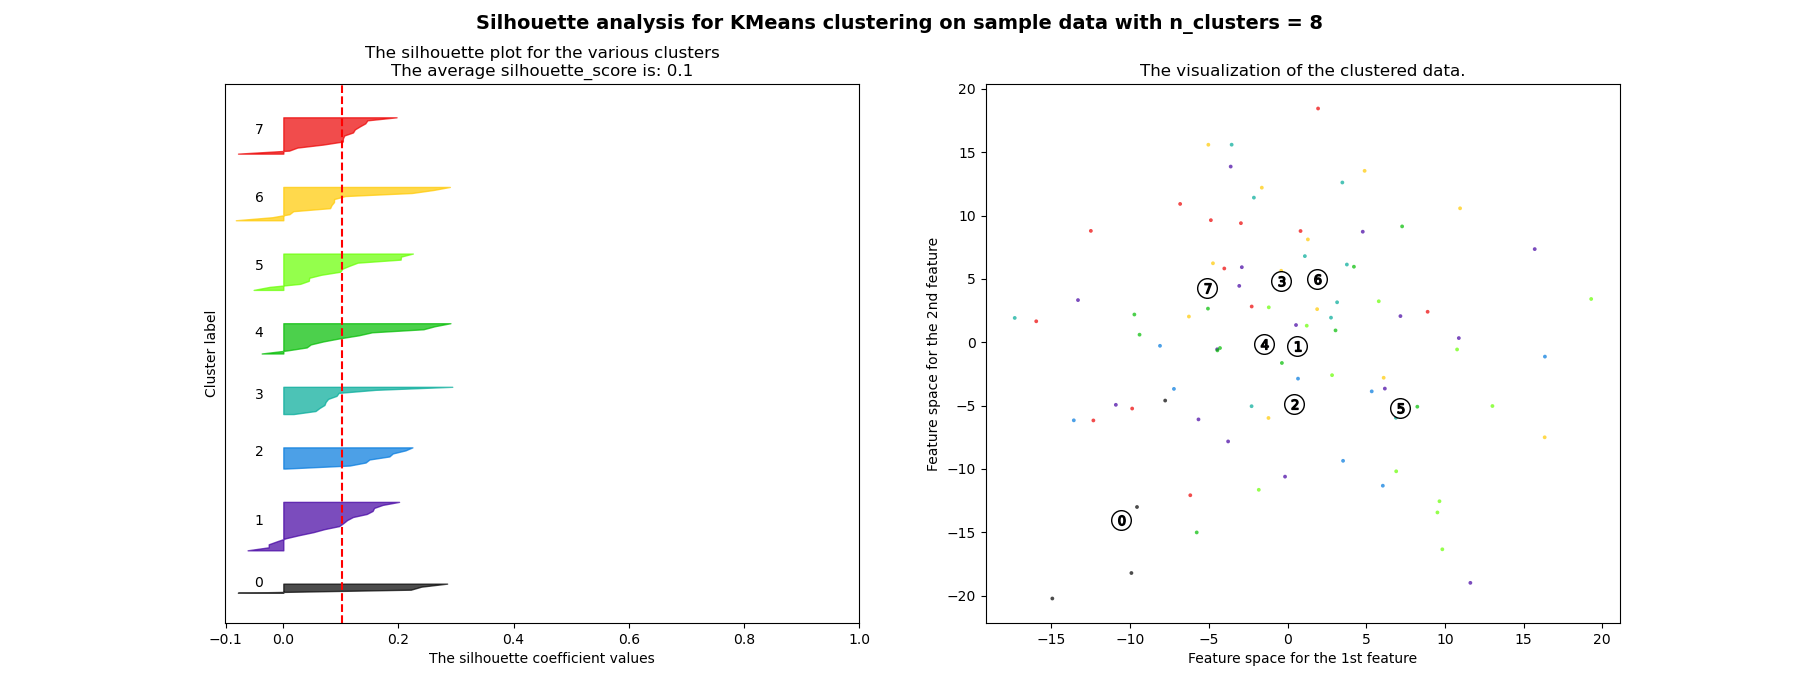 Silhouette analysis for KMeans clustering on sample data with n_clusters = 8
The silhouette plot for the various clusters
The average silhouette_score is: 0.1
Cluster label
7
6
5
4
3
2
1
0
−0.1 0.0 0.2 0.4 0.6 0.8 1.0
The silhouette coefficient values
The visualization of the clustered data.
Feature space for the 2nd feature
20
15
10
5
0
−5
−10
−15
−20
7 3 6
4 1
2 5
0
−15 −10 −5 0 5 10 15 20
Feature space for the 1st feature